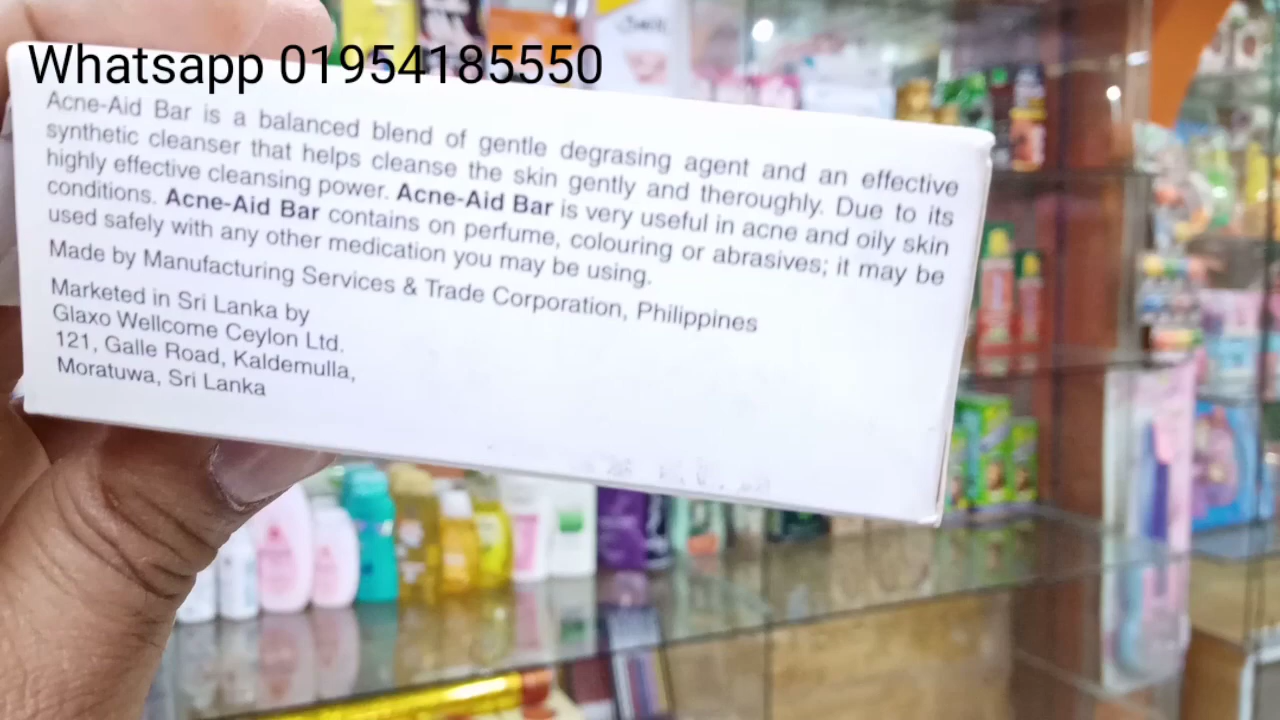 Whatsapp 01954185550
Acne-Aid Bar is a balanced blend of gentle degrasing agent and an effective
synthetic cleanser that helps cleanse the skin gently and theroughly. Due to its
highly effective cleansing power. Acne-Aid Bar is very useful in acne and oily skin
conditions. Acne-Aid Bar contains on perfume, colouring or abrasives; it may be
used safely with any other medication you may be using.
Made by Manufacturing Services & Trade Corporation, Philippines
Marketed in Sri Lanka by
Glaxo Wellcome Ceylon Ltd.
121, Galle Road, Kaldemulla,
Moratuwa, Sri Lanka